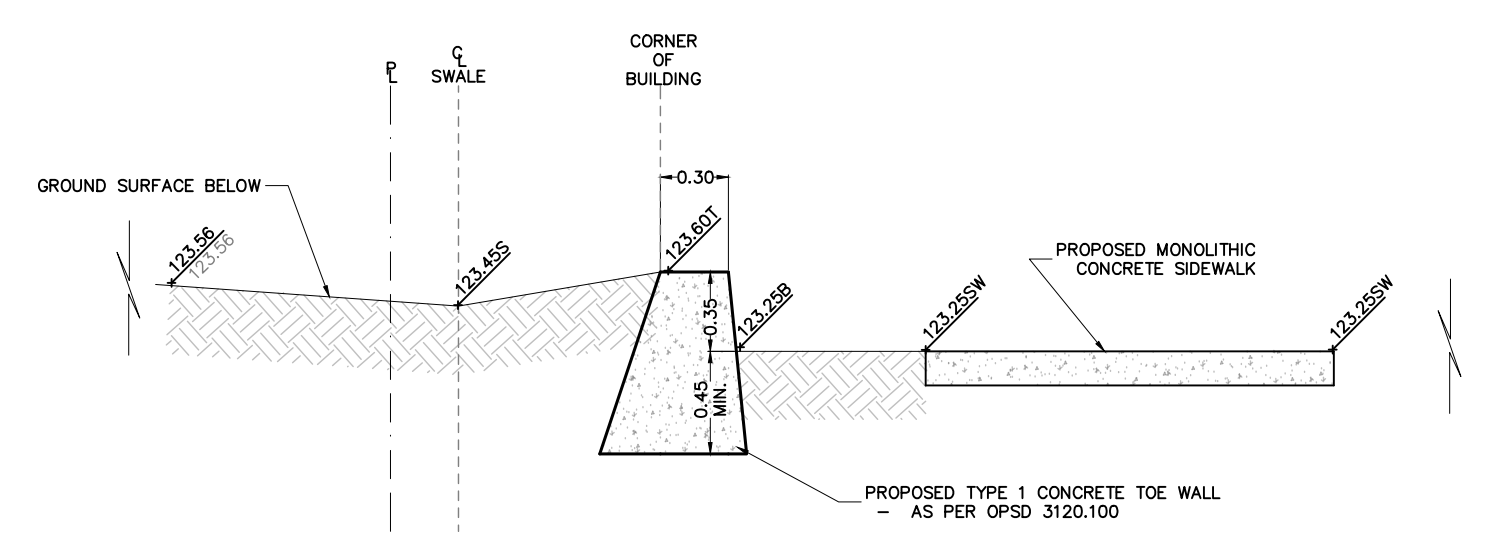 CORNER
OF
BUILDING
PL
CL
SWALE
GROUND SURFACE BELOW
0.30
123.56
123.56
123.45S
123.60T
0.35
123.25B
123.25SW
123.25SW
PROPOSED MONOLITHIC
CONCRETE SIDEWALK
0.45
MIN.
PROPOSED TYPE 1 CONCRETE TOE WALL
- AS PER OPSD 3120.100